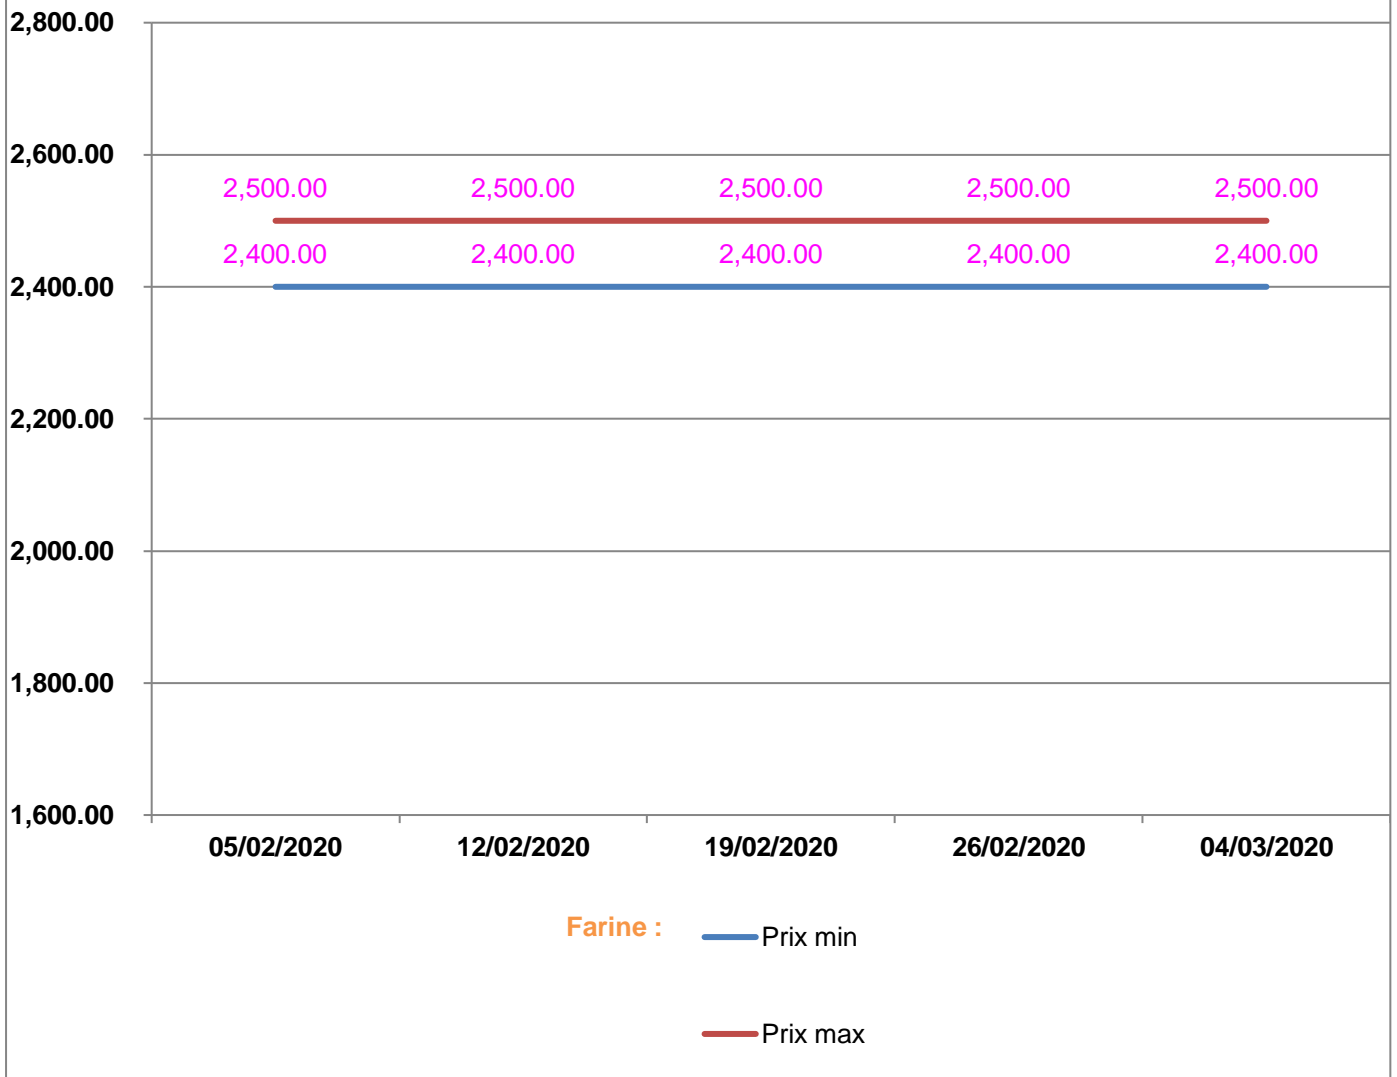 2,800.00
2,600.00
2,500.00 2,500.00 2,500.00 2,500.00 2,500.00
2,400.00 2,400.00 2,400.00 2,400.00 2,400.00
2,400.00
2,200.00
2,000.00
1,800.00
1,600.00
05/02/2020 12/02/2020 19/02/2020 26/02/2020 04/03/2020
Farine : Prix min
Prix max